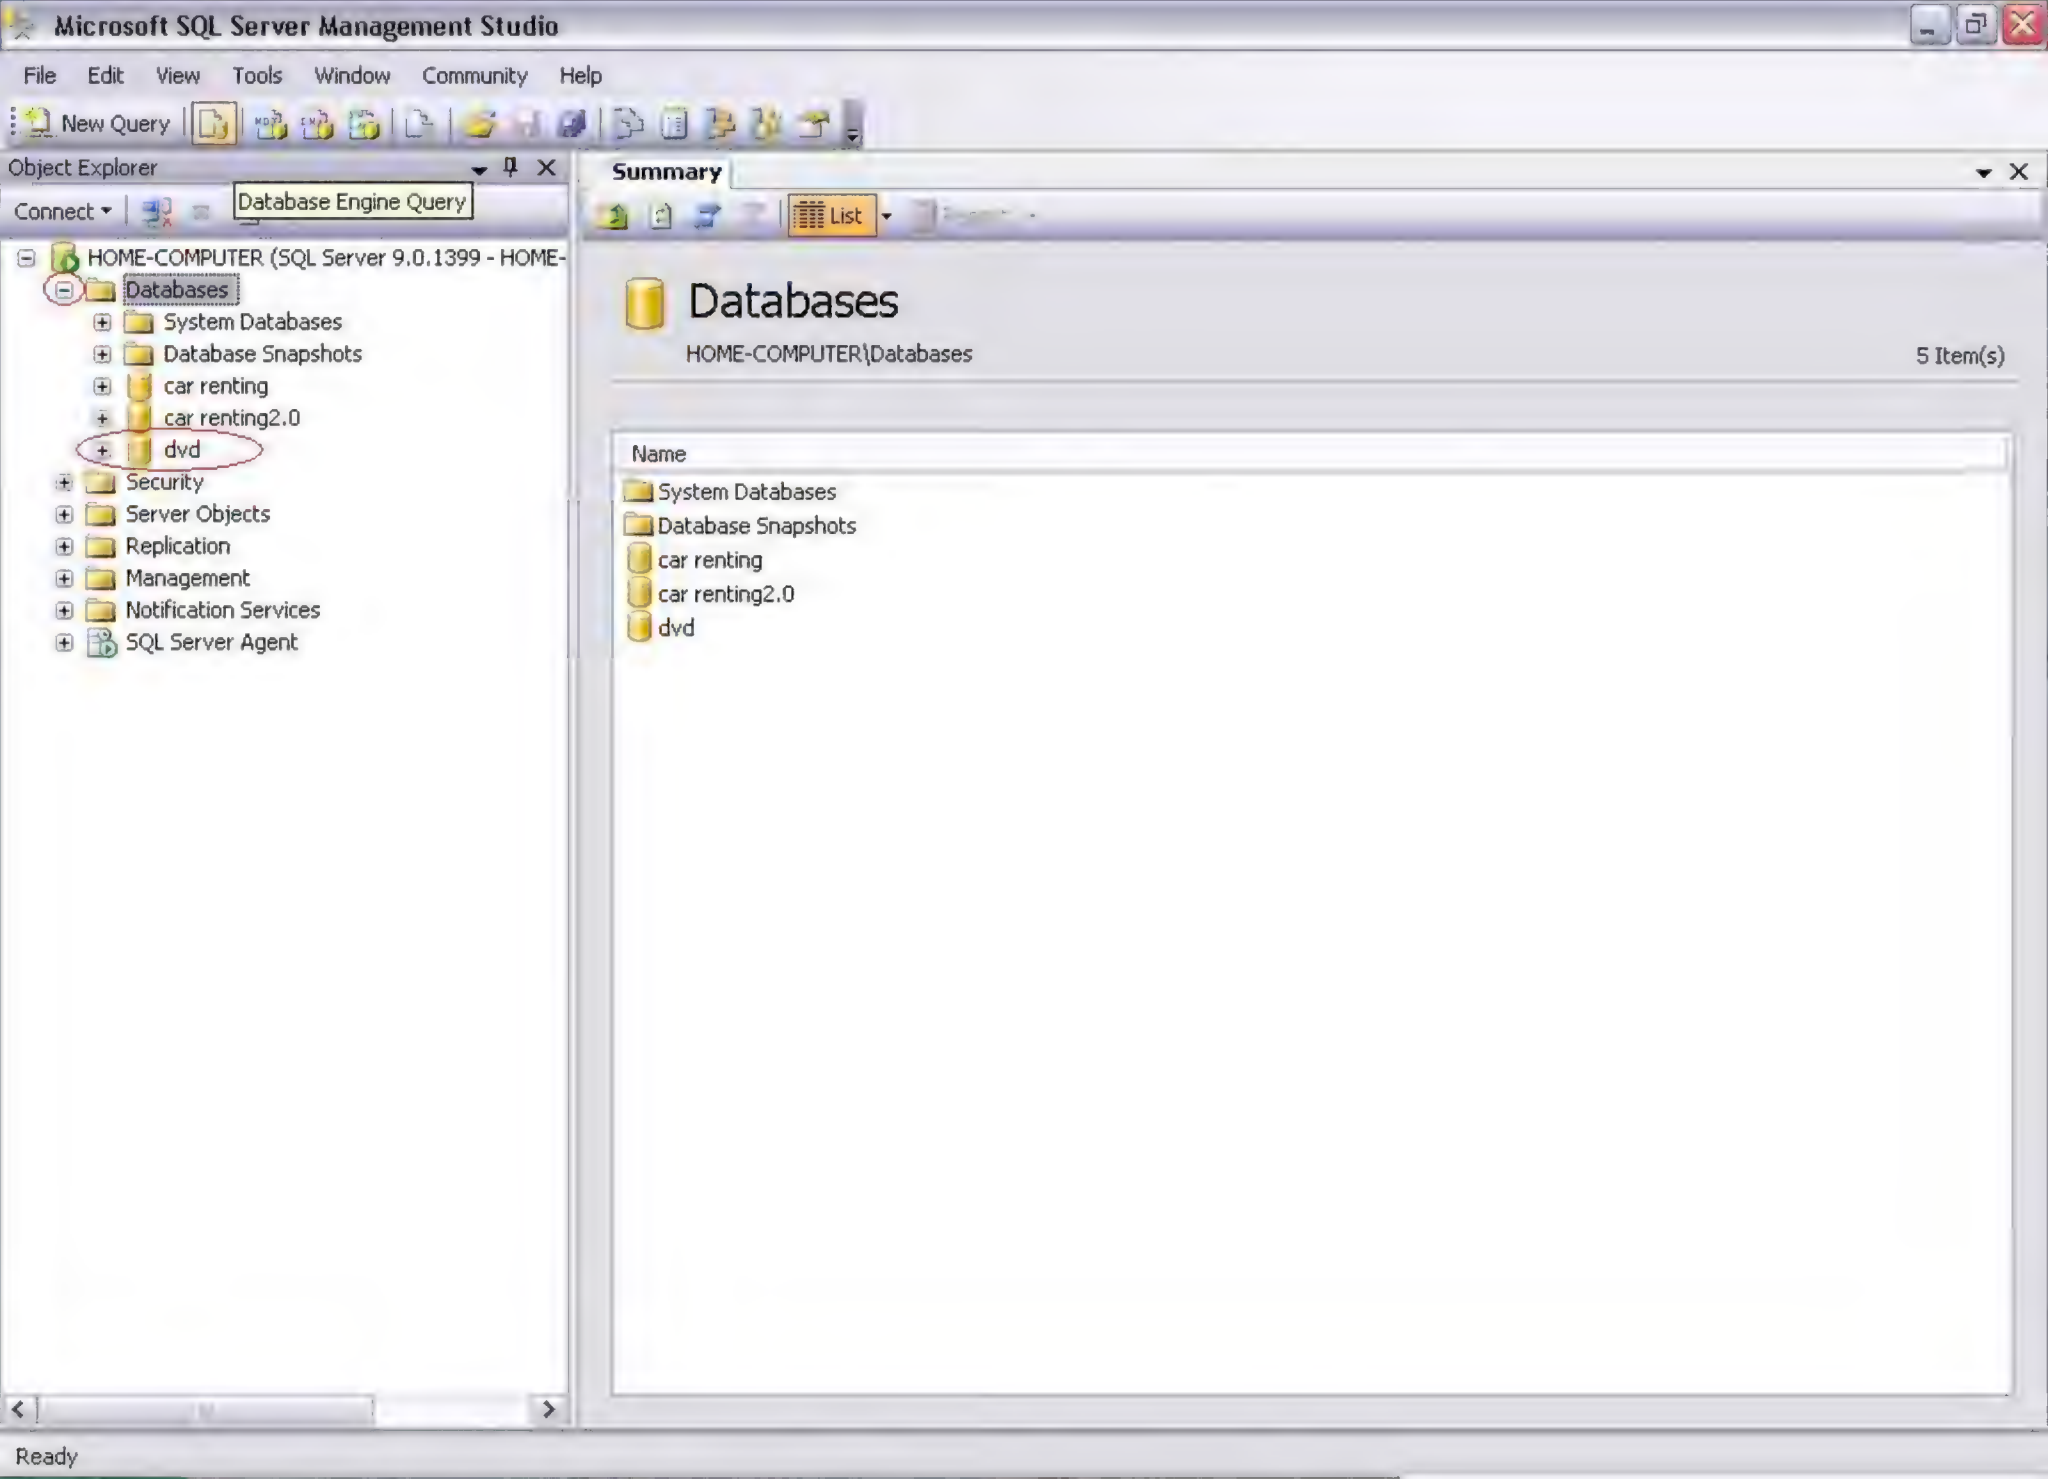 Microsoft SQL Server Management Studio
File Edit View Tools Window Community Help
New Query
Object Explorer
Connect
Database Engine Query
HOME-COMPUTER (SQL Server 9.0.1399 - HOME-
Databases
System Databases
Database Snapshots
car renting
car renting2.0
dvd
Security
Server Objects
Replication
Management
Notification Services
SQL Server Agent
Summary
List
Databases
HOME-COMPUTER\Databases
5 Item(s)
Name
System Databases
Database Snapshots
car renting
car renting2.0
dvd
Ready